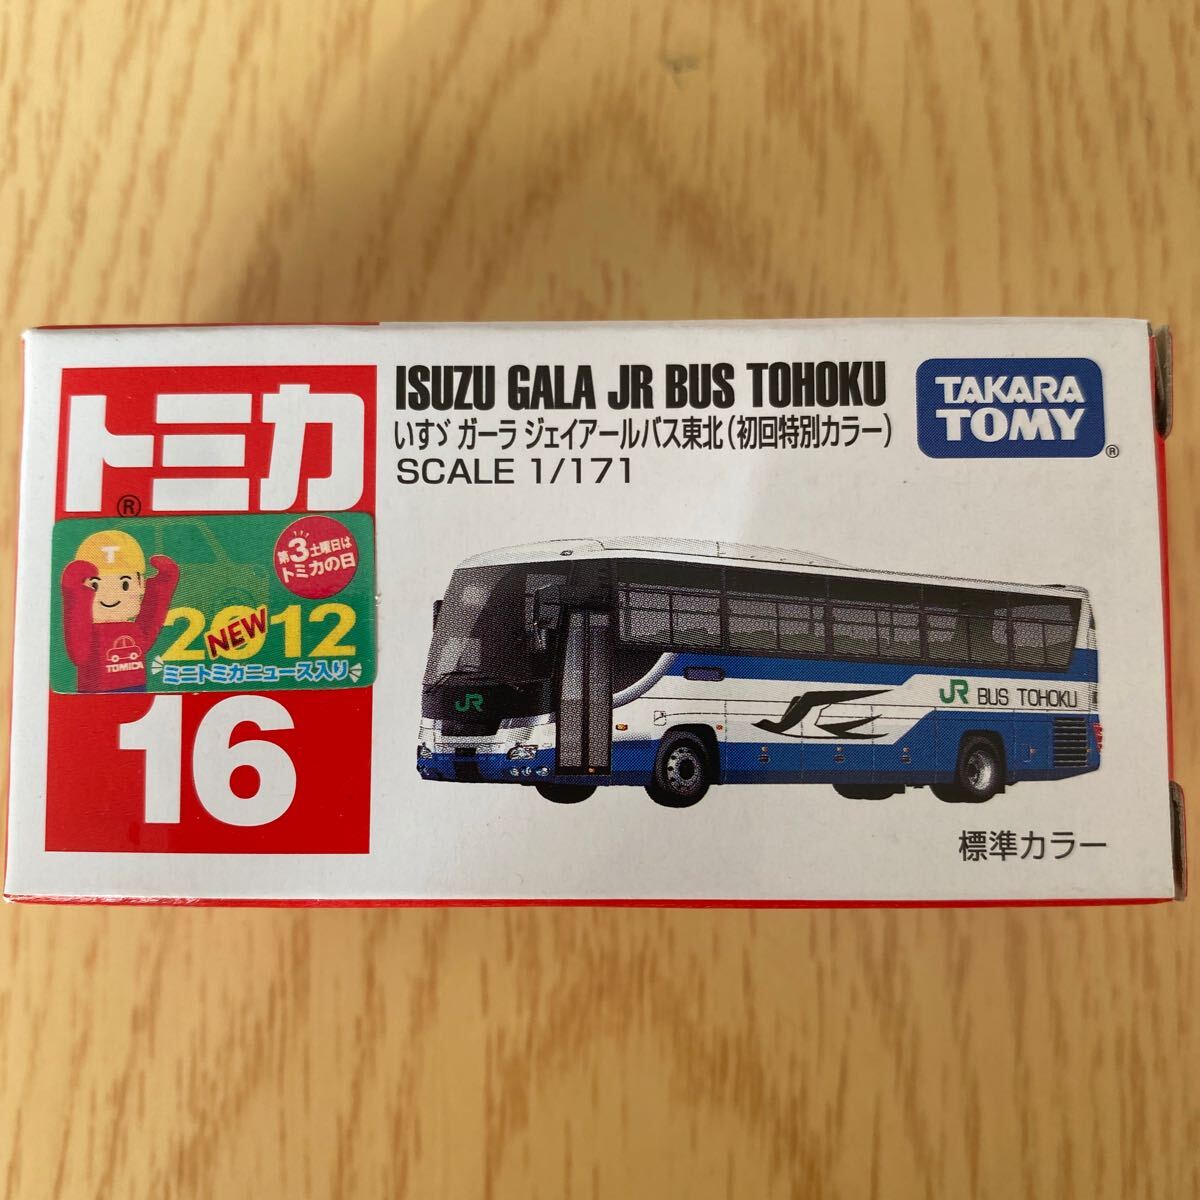 トミカ
®
T
第3土曜日は
トミカの日
2012
NEW
TOMICA
ミニトミカニュース入り
16
ISUZU GALA JR BUS TOHOKU
いすゞ ガーラ ジェイアールバス東北(初回特別カラー)
SCALE 1/171
TAKARA
TOMY
®
JR
JR BUS TOHOKU
標準カラー